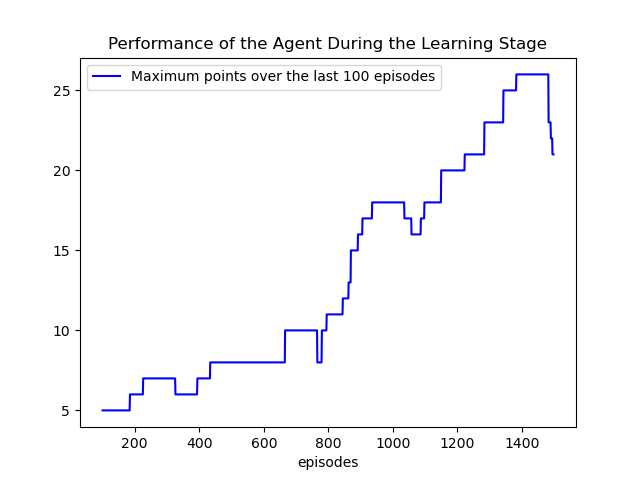 Performance of the Agent During the Learning Stage
Maximum points over the last 100 episodes
25
20
15
10
5
200 400 600 800 1000 1200 1400
episodes